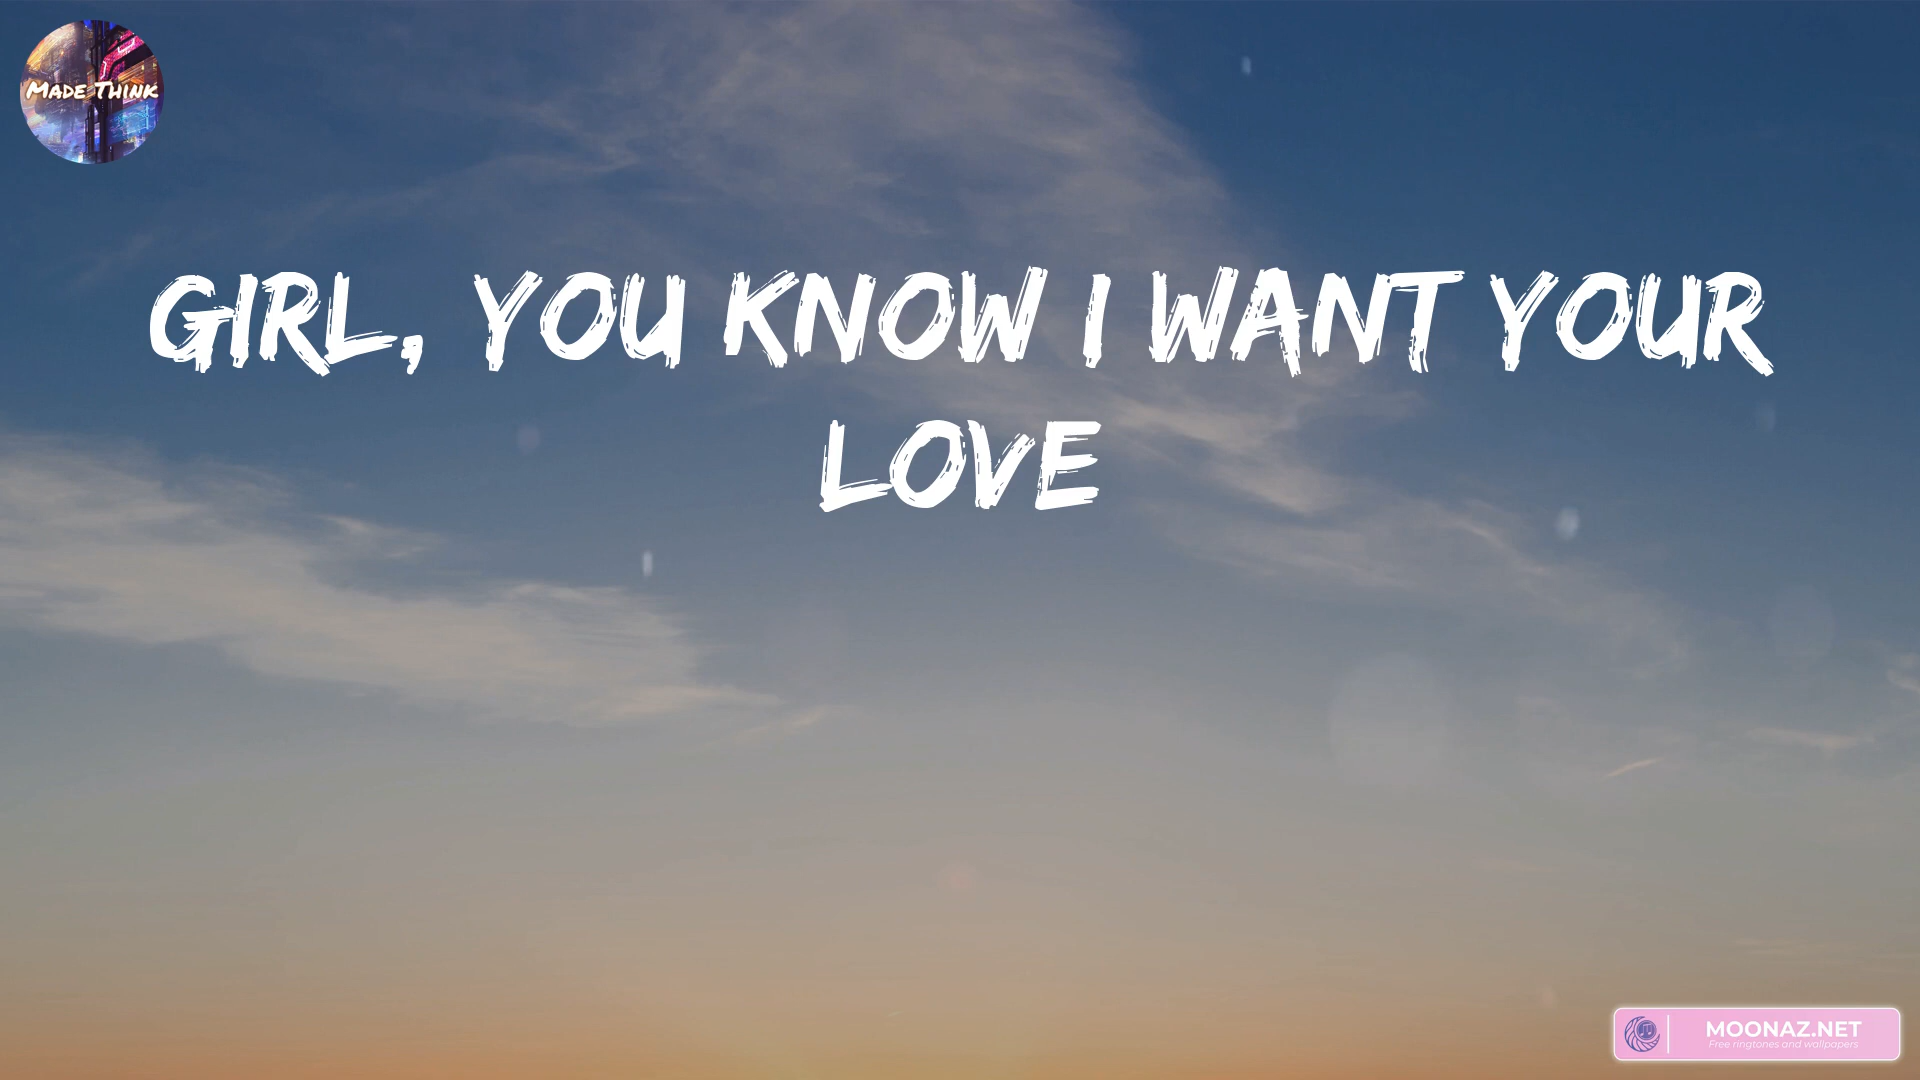 MADE THINK
GIRL, YOU KNOW I WANT YOUR
LOVE
MOONAZ.NET
Free ringtones and wallpapers